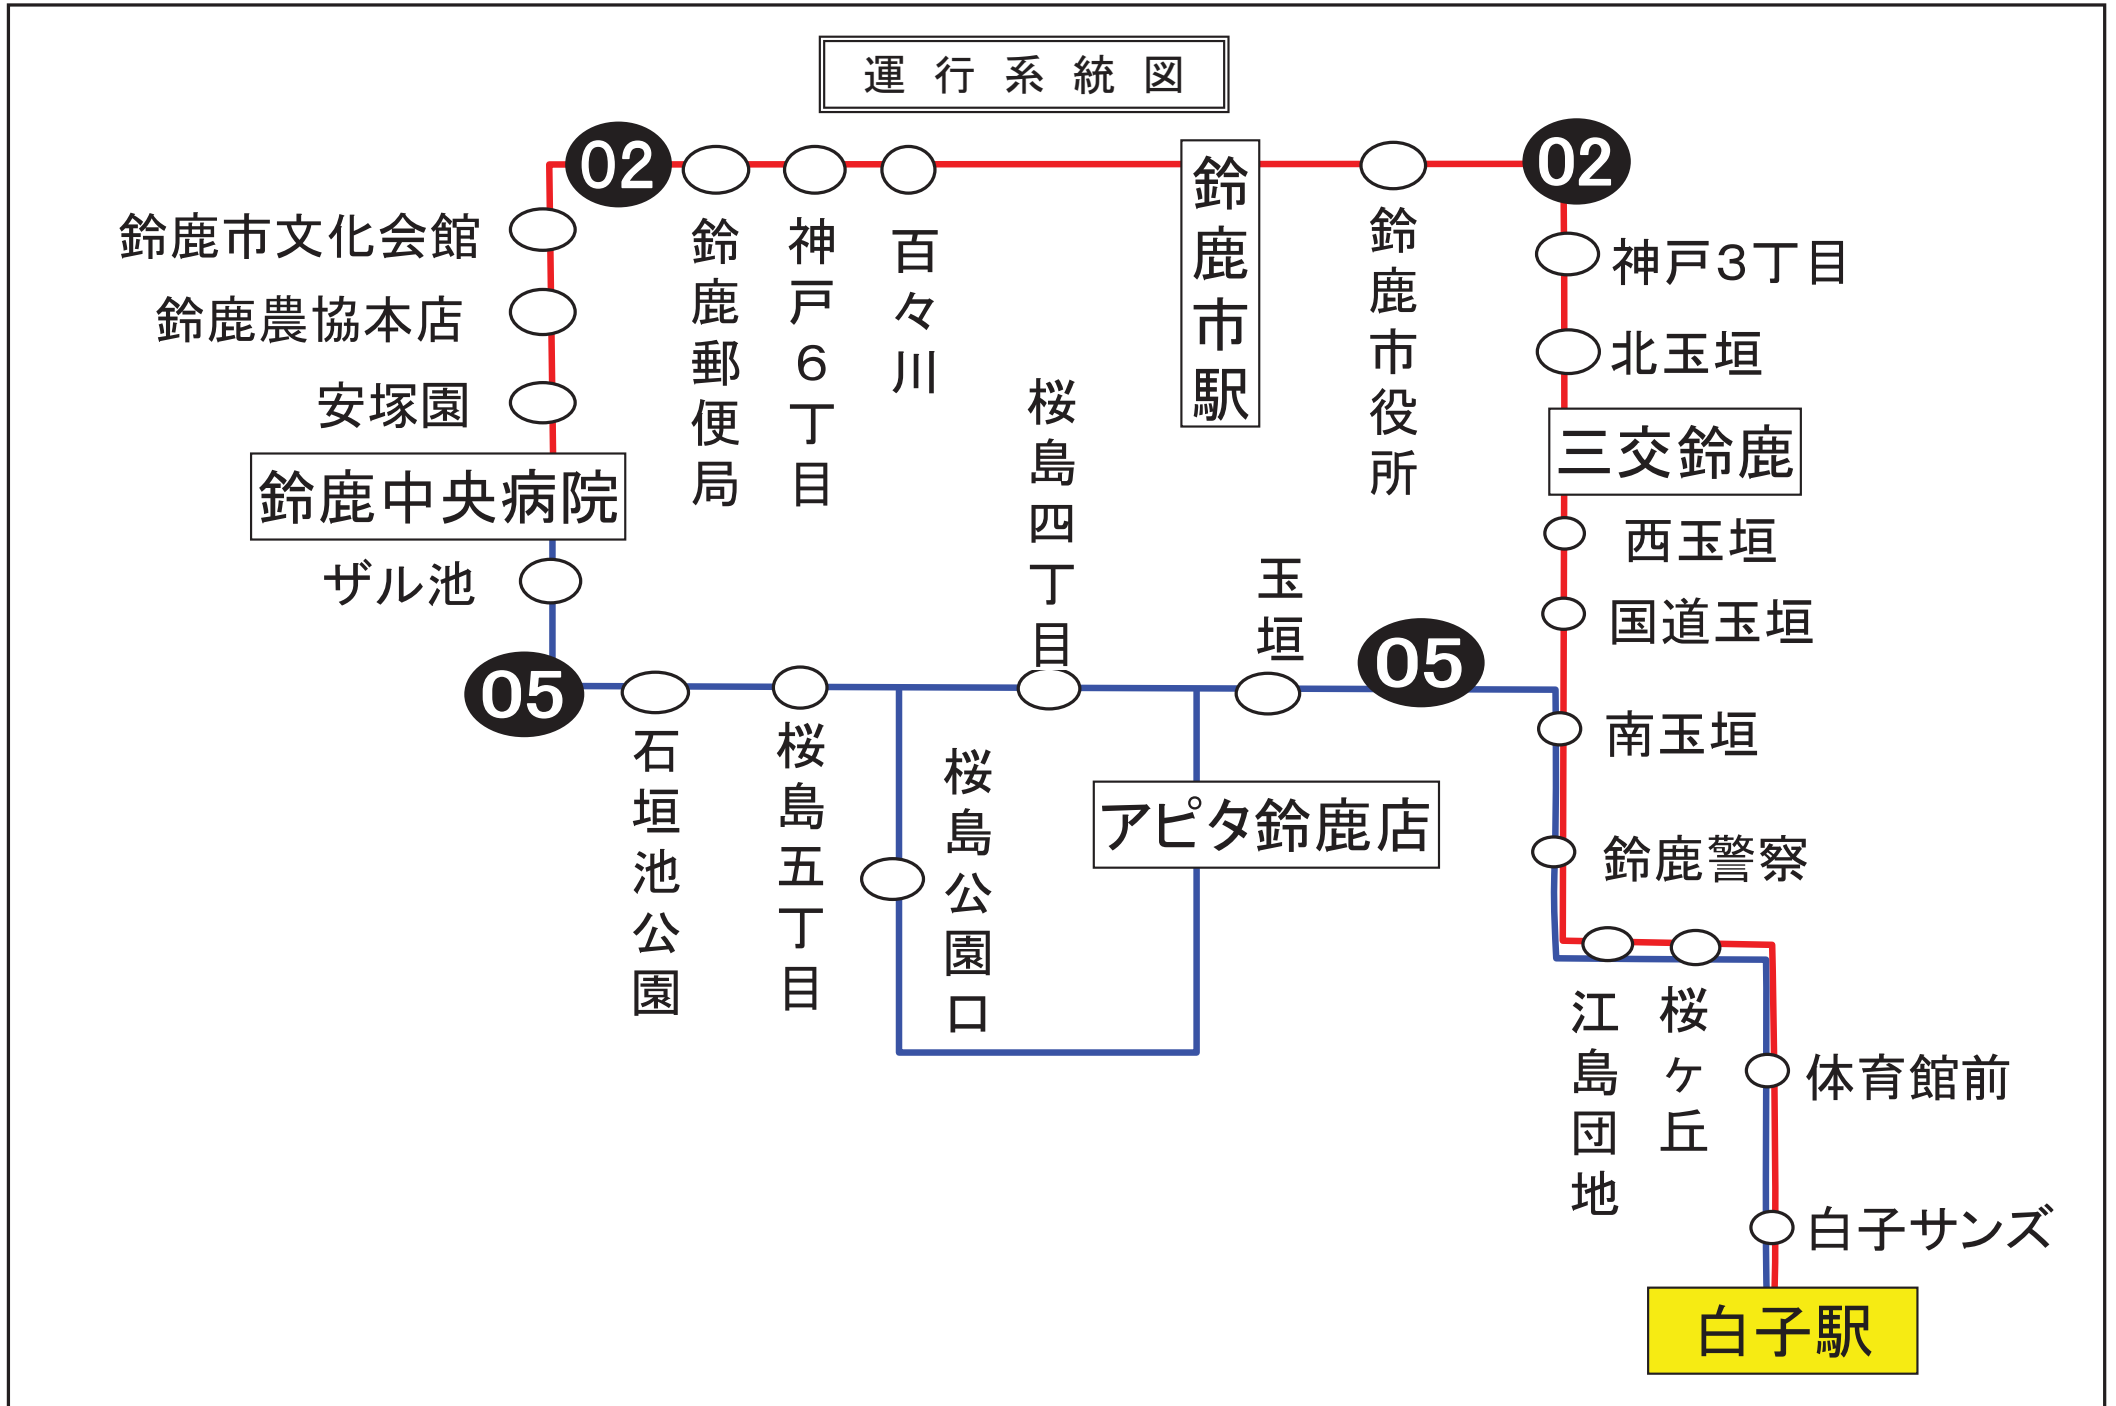 運行系統図
02
02
鈴鹿市文化会館
鈴鹿農協本店
安塚園
鈴鹿中央病院
ザル池
05
鈴鹿郵便局
神戸６丁目
百々川
鈴鹿市駅
鈴鹿市役所
神戸３丁目
北玉垣
三交鈴鹿
西玉垣
国道玉垣
南玉垣
鈴鹿警察
石垣池公園
桜島五丁目
桜島公園口
桜島四丁目
アピタ鈴鹿店
玉垣
05
江島団地
桜ヶ丘
体育館前
白子サンズ
白子駅